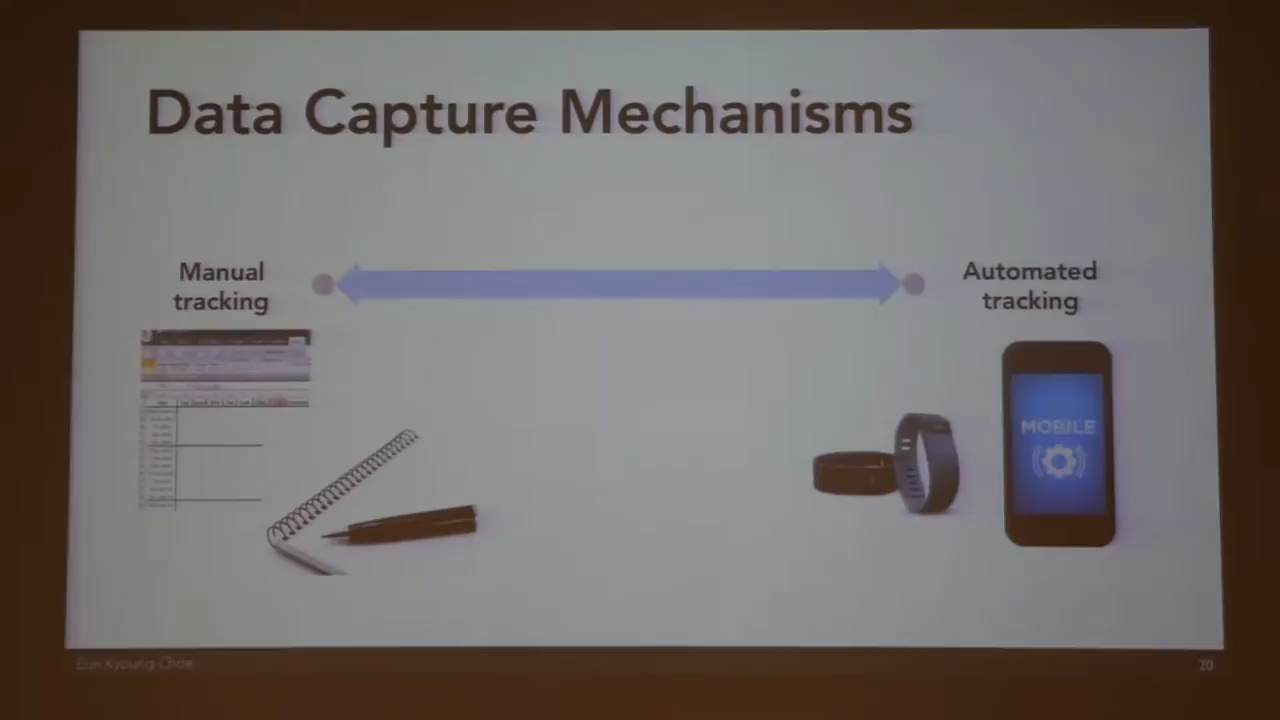 Data Capture Mechanisms
Manual
tracking
Automated
tracking
MOBILE
Eun Kyoung Choe
20